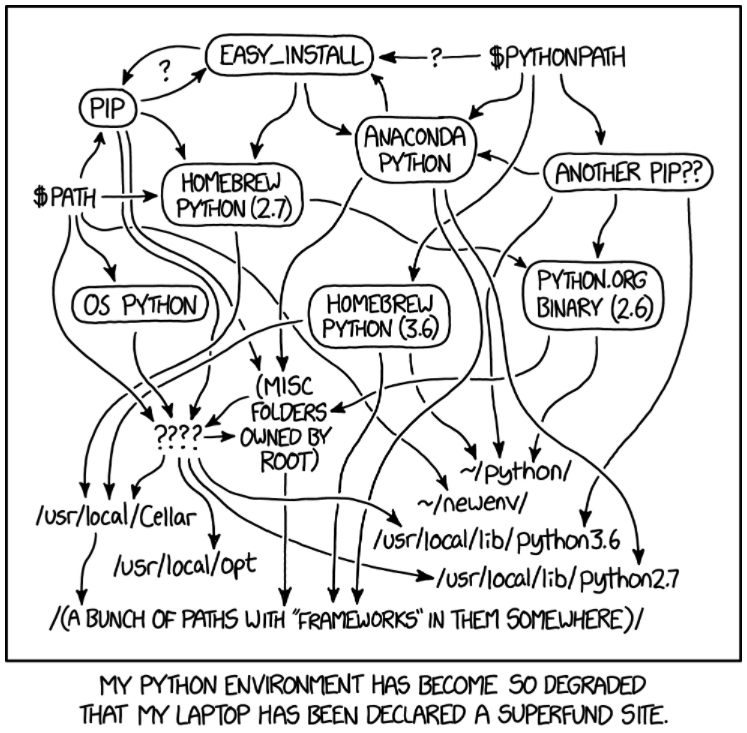 EASY_INSTALL
?
$PYTHONPATH
?
PIP
ANACONDA
PYTHON
ANOTHER PIP??
HOMEBREW
PYTHON (2.7)
$PATH
OS PYTHON
HOMEBREW
PYTHON (3.6)
PYTHON.ORG
BINARY (2.6)
(MISC
FOLDERS
OWNED BY
ROOT)
????
~/python/
~/newenv/
/usr/local/Cellar
/usr/local/lib/python3.6
/usr/local/opt
/usr/local/lib/python2.7
/(A BUNCH OF PATHS WITH "FRAMEWORKS" IN THEM SOMEWHERE)/
MY PYTHON ENVIRONMENT HAS BECOME SO DEGRADED
THAT MY LAPTOP HAS BEEN DECLARED A SUPERFUND SITE.